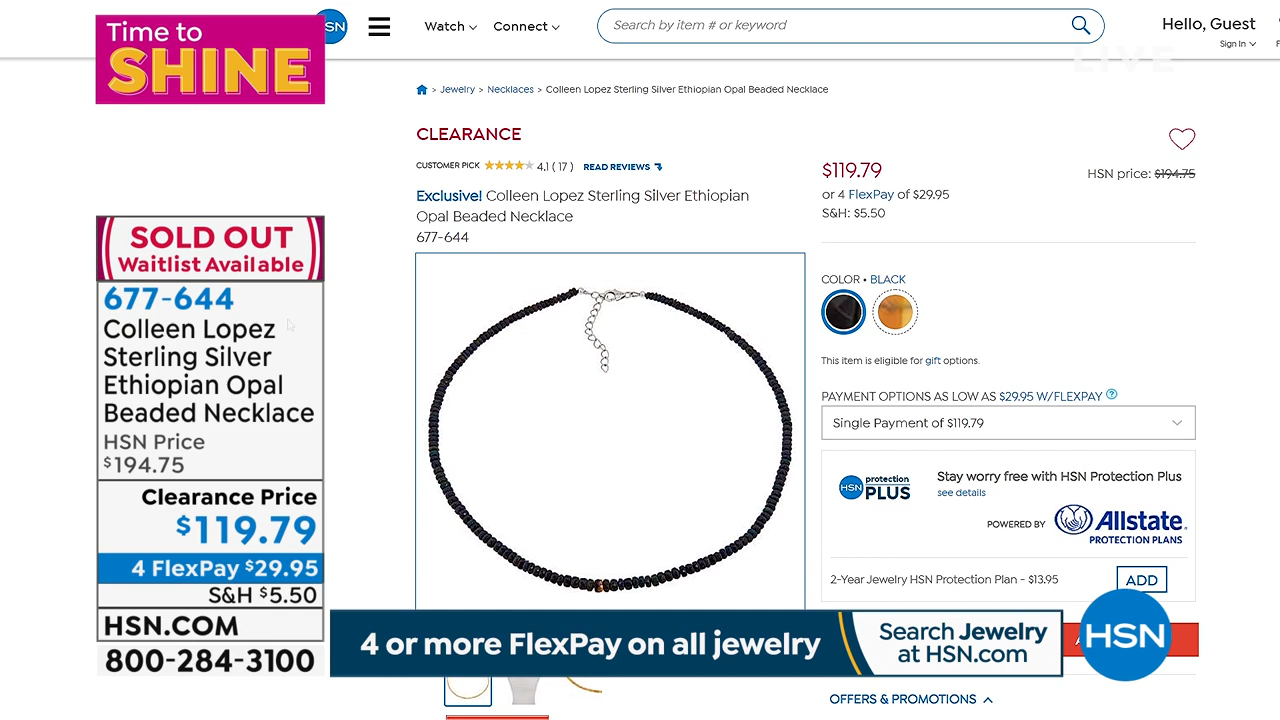 Time to
SHINE
SN
Watch
Connect
Search by item # or keyword
Hello, Guest
Sign In
LIVE
> Jewelry > Necklaces > Colleen Lopez Sterling Silver Ethiopian Opal Beaded Necklace
CLEARANCE
CUSTOMER PICK 4.1 ( 17 ) READ REVIEWS
Exclusive! Colleen Lopez Sterling Silver Ethiopian
Opal Beaded Necklace
677-644
$119.79
HSN price: $194.75
or 4 FlexPay of $29.95
S&H: $5.50
COLOR • BLACK
This item is eligible for gift options.
PAYMENT OPTIONS AS LOW AS $29.95 W/FLEXPAY ?
Single Payment of $119.79
HSN protection
PLUS
Stay worry free with HSN Protection Plus
see details
POWERED BY Allstate.
PROTECTION PLANS
2-Year Jewelry HSN Protection Plan - $13.95
ADD
OFFERS & PROMOTIONS
SOLD OUT
Waitlist Available
677-644
Colleen Lopez
Sterling Silver
Ethiopian Opal
Beaded Necklace
HSN Price
$194.75
Clearance Price
$119.79
4 FlexPay $29.95
S&H $5.50
HSN.COM
800-284-3100
4 or more FlexPay on all jewelry
Search Jewelry
at HSN.com
HSN